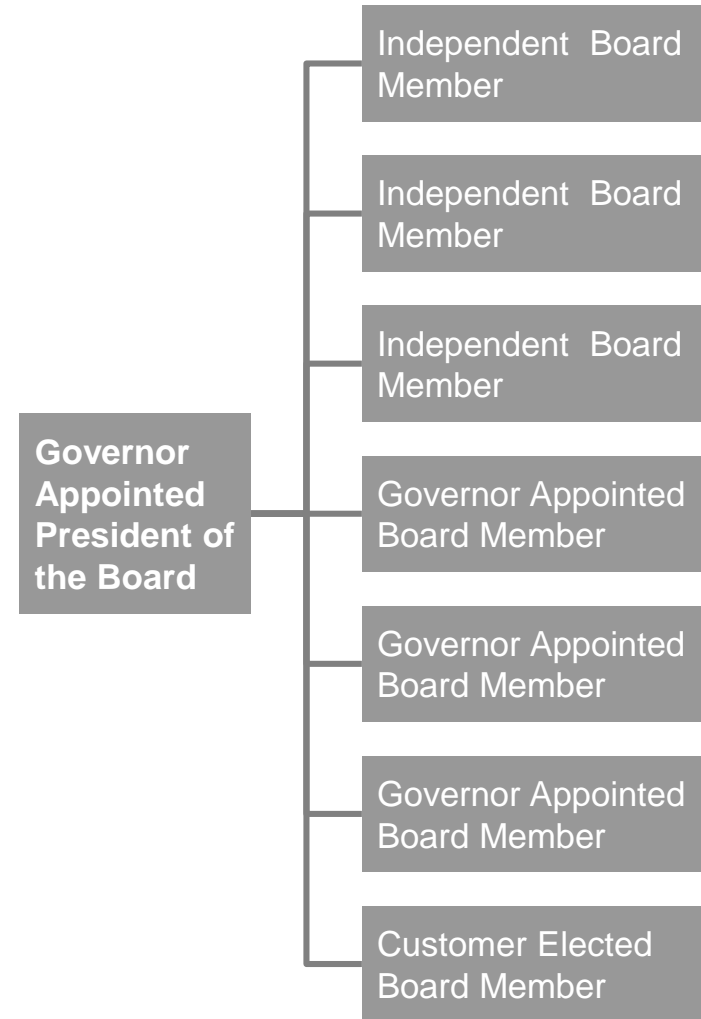 Independent Board
Member
Independent Board
Member
Independent Board
Member
Governor
Appointed
President of
the Board
Governor Appointed
Board Member
Governor Appointed
Board Member
Governor Appointed
Board Member
Customer Elected
Board Member